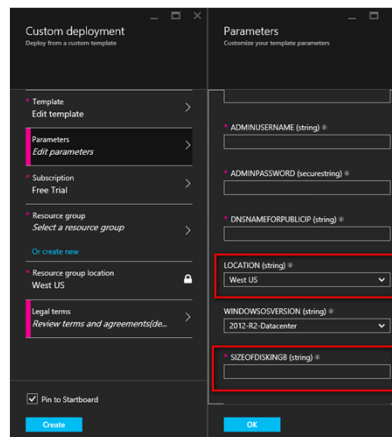 Custom deployment
Deploy from a custom template
* Template
Edit template
Parameters
Edit parameters
* Subscription
Free Trial
* Resource group
Select a resource group
Or create new
* Resource group location
West US
Legal terms
Review terms and agreements(de...
Pin to Startboard
Create
Parameters
Customize your template parameters
* ADMINUSERNAME (string)
* ADMINPASSWORD (securestring)
* DNSNAMEFORPUBLICIP (string)
LOCATION (string)
West US
WINDOWSOSVERSION (string)
2012-R2-Datacenter
* SIZEOFDISKINGB (string)
OK